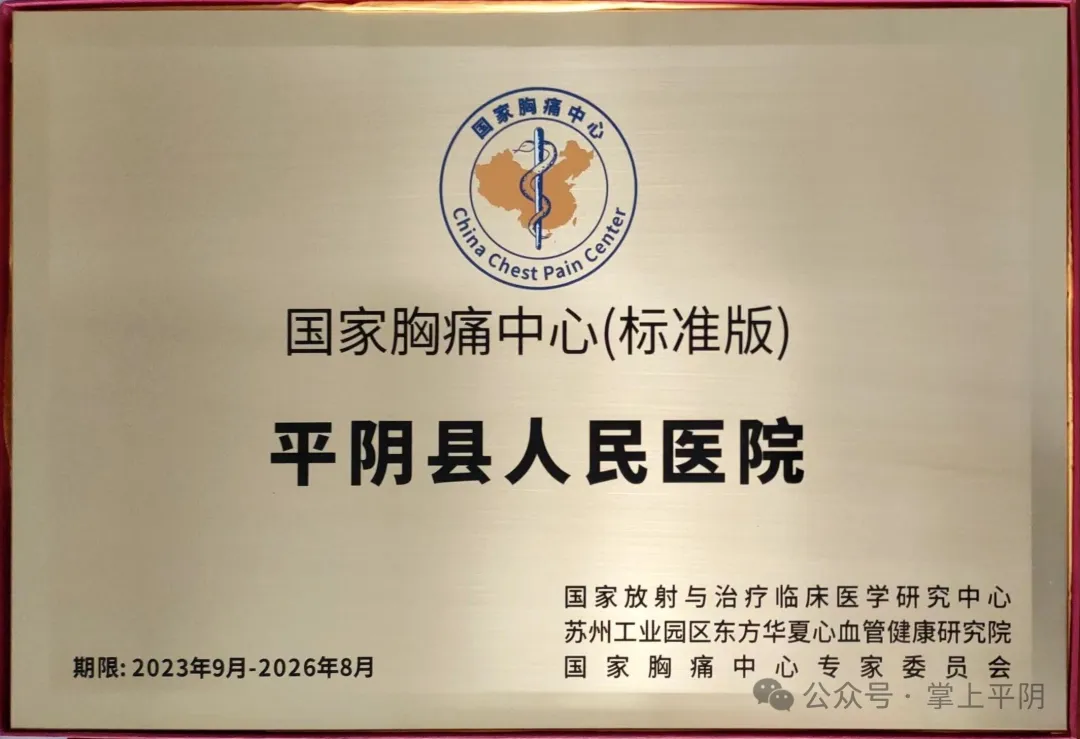 国家胸痛中心
China Chest Pain Center
国家胸痛中心(标准版)
平阴县人民医院
国家放射与治疗临床医学研究中心
苏州工业园区东方华夏心血管健康研究院
国家胸痛中心专家委员会
期限: 2023年9月-2026年8月
公众号·掌上平阴